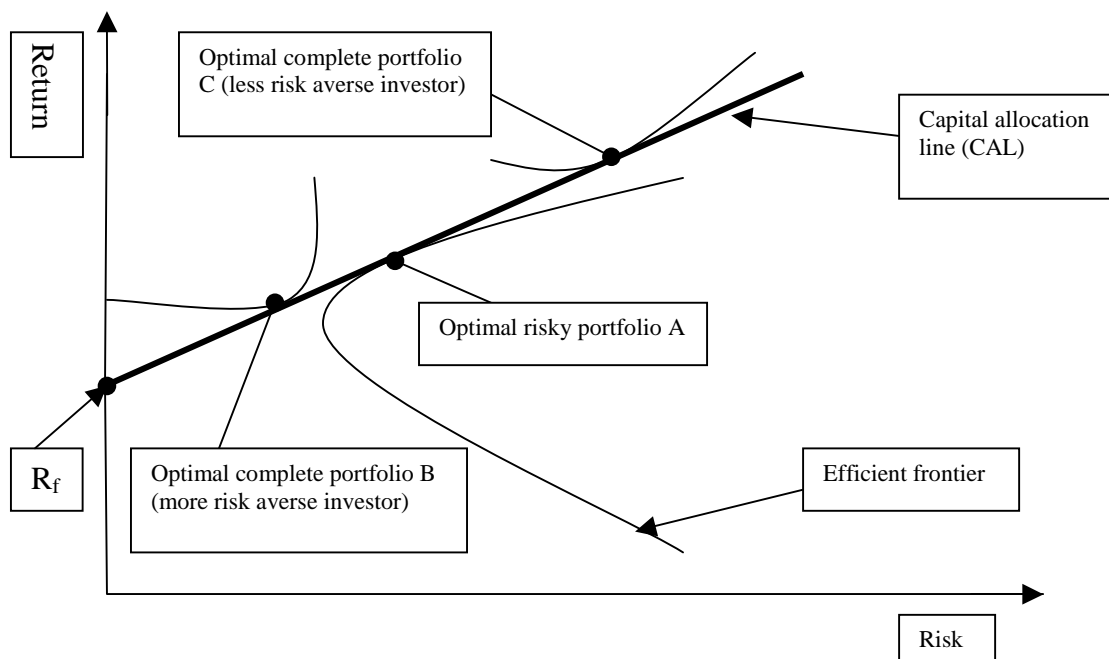 Return
Optimal complete portfolio
C (less risk averse investor)
Capital allocation
line (CAL)
Optimal risky portfolio A
R_f
Optimal complete portfolio B
(more risk averse investor)
Efficient frontier
Risk